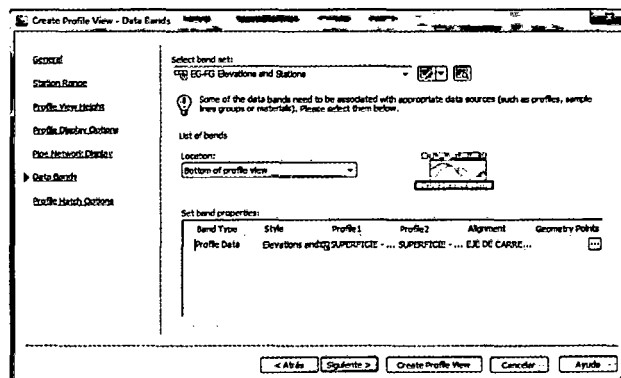 Create Profile View - Data Bands
General
Station Range
Profile View Height
Profile Display Options
Pipe Network Display
Data Bands
Profile Hatch Options
Select band set:
EG-FG Elevations and Stations
Some of the data bands need to be associated with appropriate data sources (such as profiles, sample
lines groups or materials). Please select them below.
List of bands
Location:
Bottom of profile view
Set band properties:
Band Type Style Profile1 Profile2 Alignment Geometry Points
Profile Data Elevations and SUPERFICIE - ... SUPERFICIE - ... EJE DE CARRE... ...
< Atrás Siguiente > Create Profile View Cancelar Ayuda